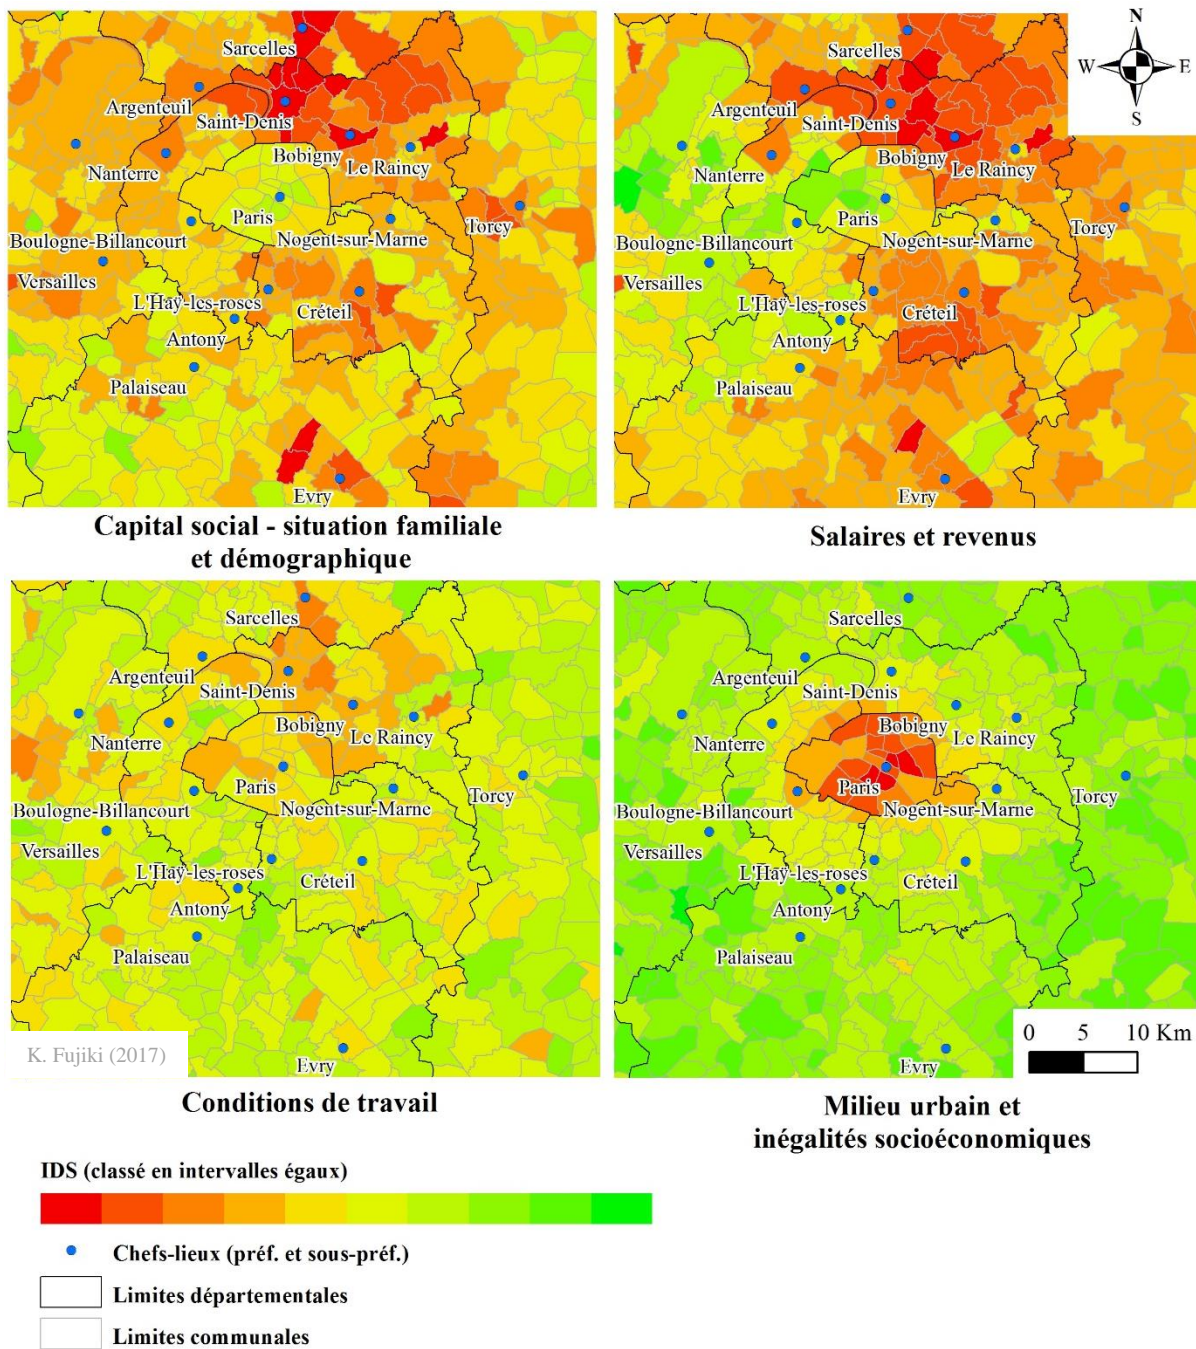 N
W
E
S
Sarcelles
Argenteuil
Saint-Denis
Bobigny
Nanterre
Le Raincy
Paris
Torcy
Boulogne-Billancourt
Nogent-sur-Marne
Versailles
L'Haÿ-les-roses
Créteil
Antony
Palaiseau
Evry
Capital social - situation familiale
et démographique
Sarcelles
Argenteuil
Saint-Denis
Bobigny
Nanterre
Le Raincy
Paris
Torcy
Boulogne-Billancourt
Nogent-sur-Marne
Versailles
L'Haÿ-les-roses
Créteil
Antony
Palaiseau
Evry
Salaires et revenus
Sarcelles
Argenteuil
Saint-Denis
Bobigny
Nanterre
Le Raincy
Paris
Torcy
Boulogne-Billancourt
Nogent-sur-Marne
Versailles
L'Haÿ-les-roses
Créteil
Antony
Palaiseau
K. Fujiki (2017)
Evry
Conditions de travail
Sarcelles
Argenteuil
Saint-Denis
Bobigny
Nanterre
Le Raincy
Paris
Torcy
Boulogne-Billancourt
Nogent-sur-Marne
Versailles
L'Haÿ-les-roses
Créteil
Antony
Palaiseau
0 5 10 Km
Evry
Milieu urbain et
inégalités socioéconomiques
IDS (classé en intervalles égaux)
Chefs-lieux (préf. et sous-préf.)
Limites départementales
Limites communales